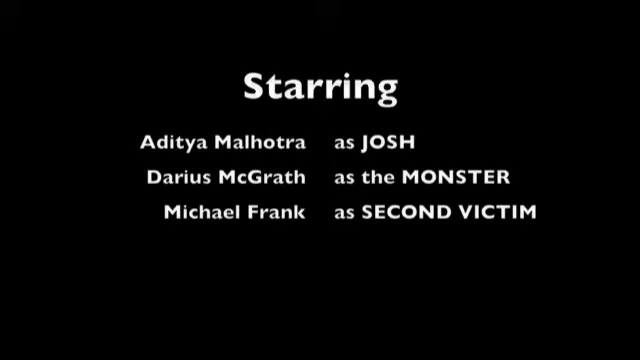 Starring
Aditya Malhotra as JOSH
Darius McGrath as the MONSTER
Michael Frank as SECOND VICTIM